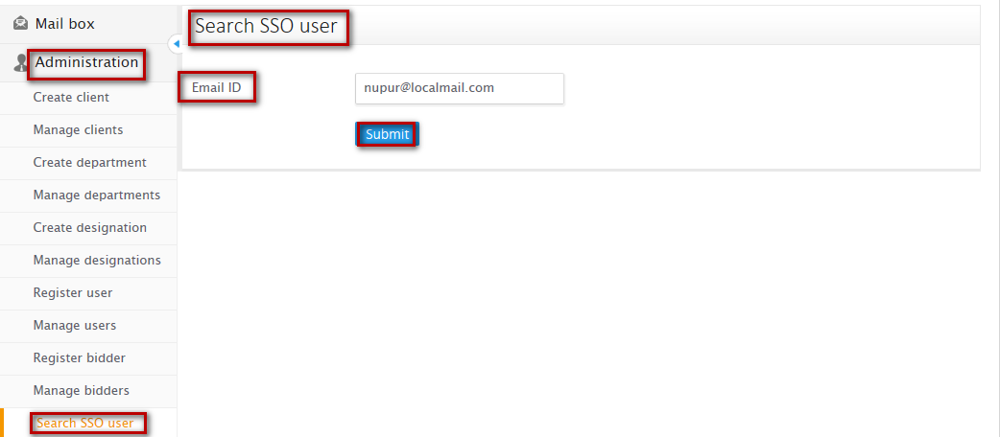 Mail box
Administration
Create client
Manage clients
Create department
Manage departments
Create designation
Manage designations
Register user
Manage users
Register bidder
Manage bidders
Search SSO user
Search SSO user
Email ID
nupur@localmail.com
Submit